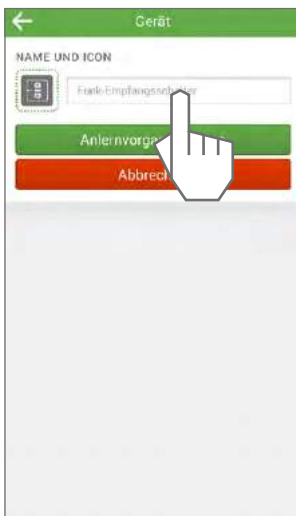 Gerät
NAME UND ICON
Funk-Empfangsschalter
Anlernvorga
Abbrech